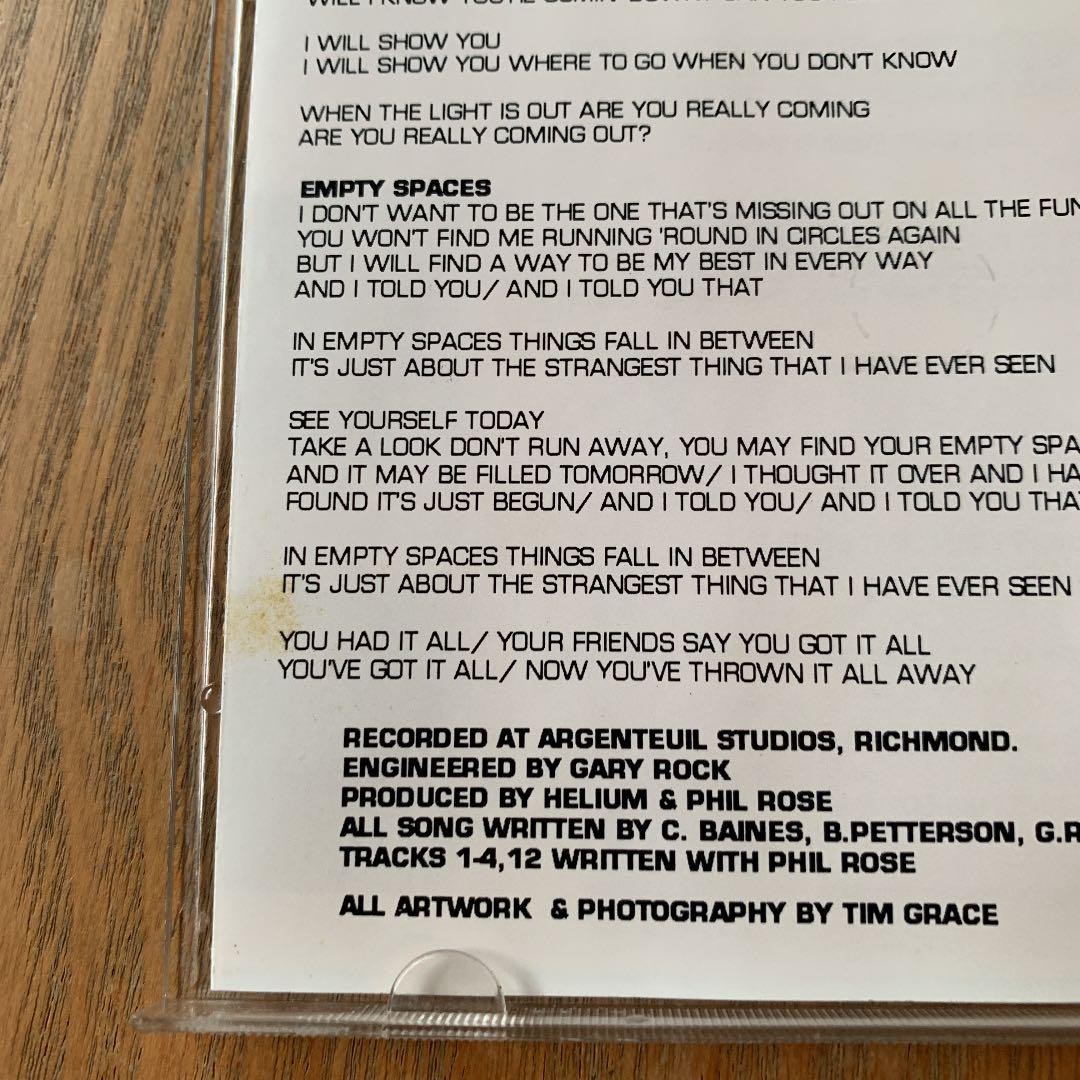 I WILL SHOW YOU
I WILL SHOW YOU WHERE TO GO WHEN YOU DON'T KNOW
WHEN THE LIGHT IS OUT ARE YOU REALLY COMING
ARE YOU REALLY COMING OUT?
EMPTY SPACES
I DON'T WANT TO BE THE ONE THAT'S MISSING OUT ON ALL THE FUN
YOU WON'T FIND ME RUNNING 'ROUND IN CIRCLES AGAIN
BUT I WILL FIND A WAY TO BE MY BEST IN EVERY WAY
AND I TOLD YOU/ AND I TOLD YOU THAT
IN EMPTY SPACES THINGS FALL IN BETWEEN
IT'S JUST ABOUT THE STRANGEST THING THAT I HAVE EVER SEEN
SEE YOURSELF TODAY
TAKE A LOOK DON'T RUN AWAY, YOU MAY FIND YOUR EMPTY SPA
AND IT MAY BE FILLED TOMORROW/ I THOUGHT IT OVER AND I HA
FOUND IT'S JUST BEGUN/ AND I TOLD YOU/ AND I TOLD YOU THA
IN EMPTY SPACES THINGS FALL IN BETWEEN
IT'S JUST ABOUT THE STRANGEST THING THAT I HAVE EVER SEEN
YOU HAD IT ALL/ YOUR FRIENDS SAY YOU GOT IT ALL
YOU'VE GOT IT ALL/ NOW YOU'VE THROWN IT ALL AWAY
RECORDED AT ARGENTEUIL STUDIOS, RICHMOND.
ENGINEERED BY GARY ROCK
PRODUCED BY HELIUM & PHIL ROSE
ALL SONG WRITTEN BY C. BAINES, B.PETTERSON, G.R
TRACKS 1-4,12 WRITTEN WITH PHIL ROSE
ALL ARTWORK & PHOTOGRAPHY BY TIM GRACE